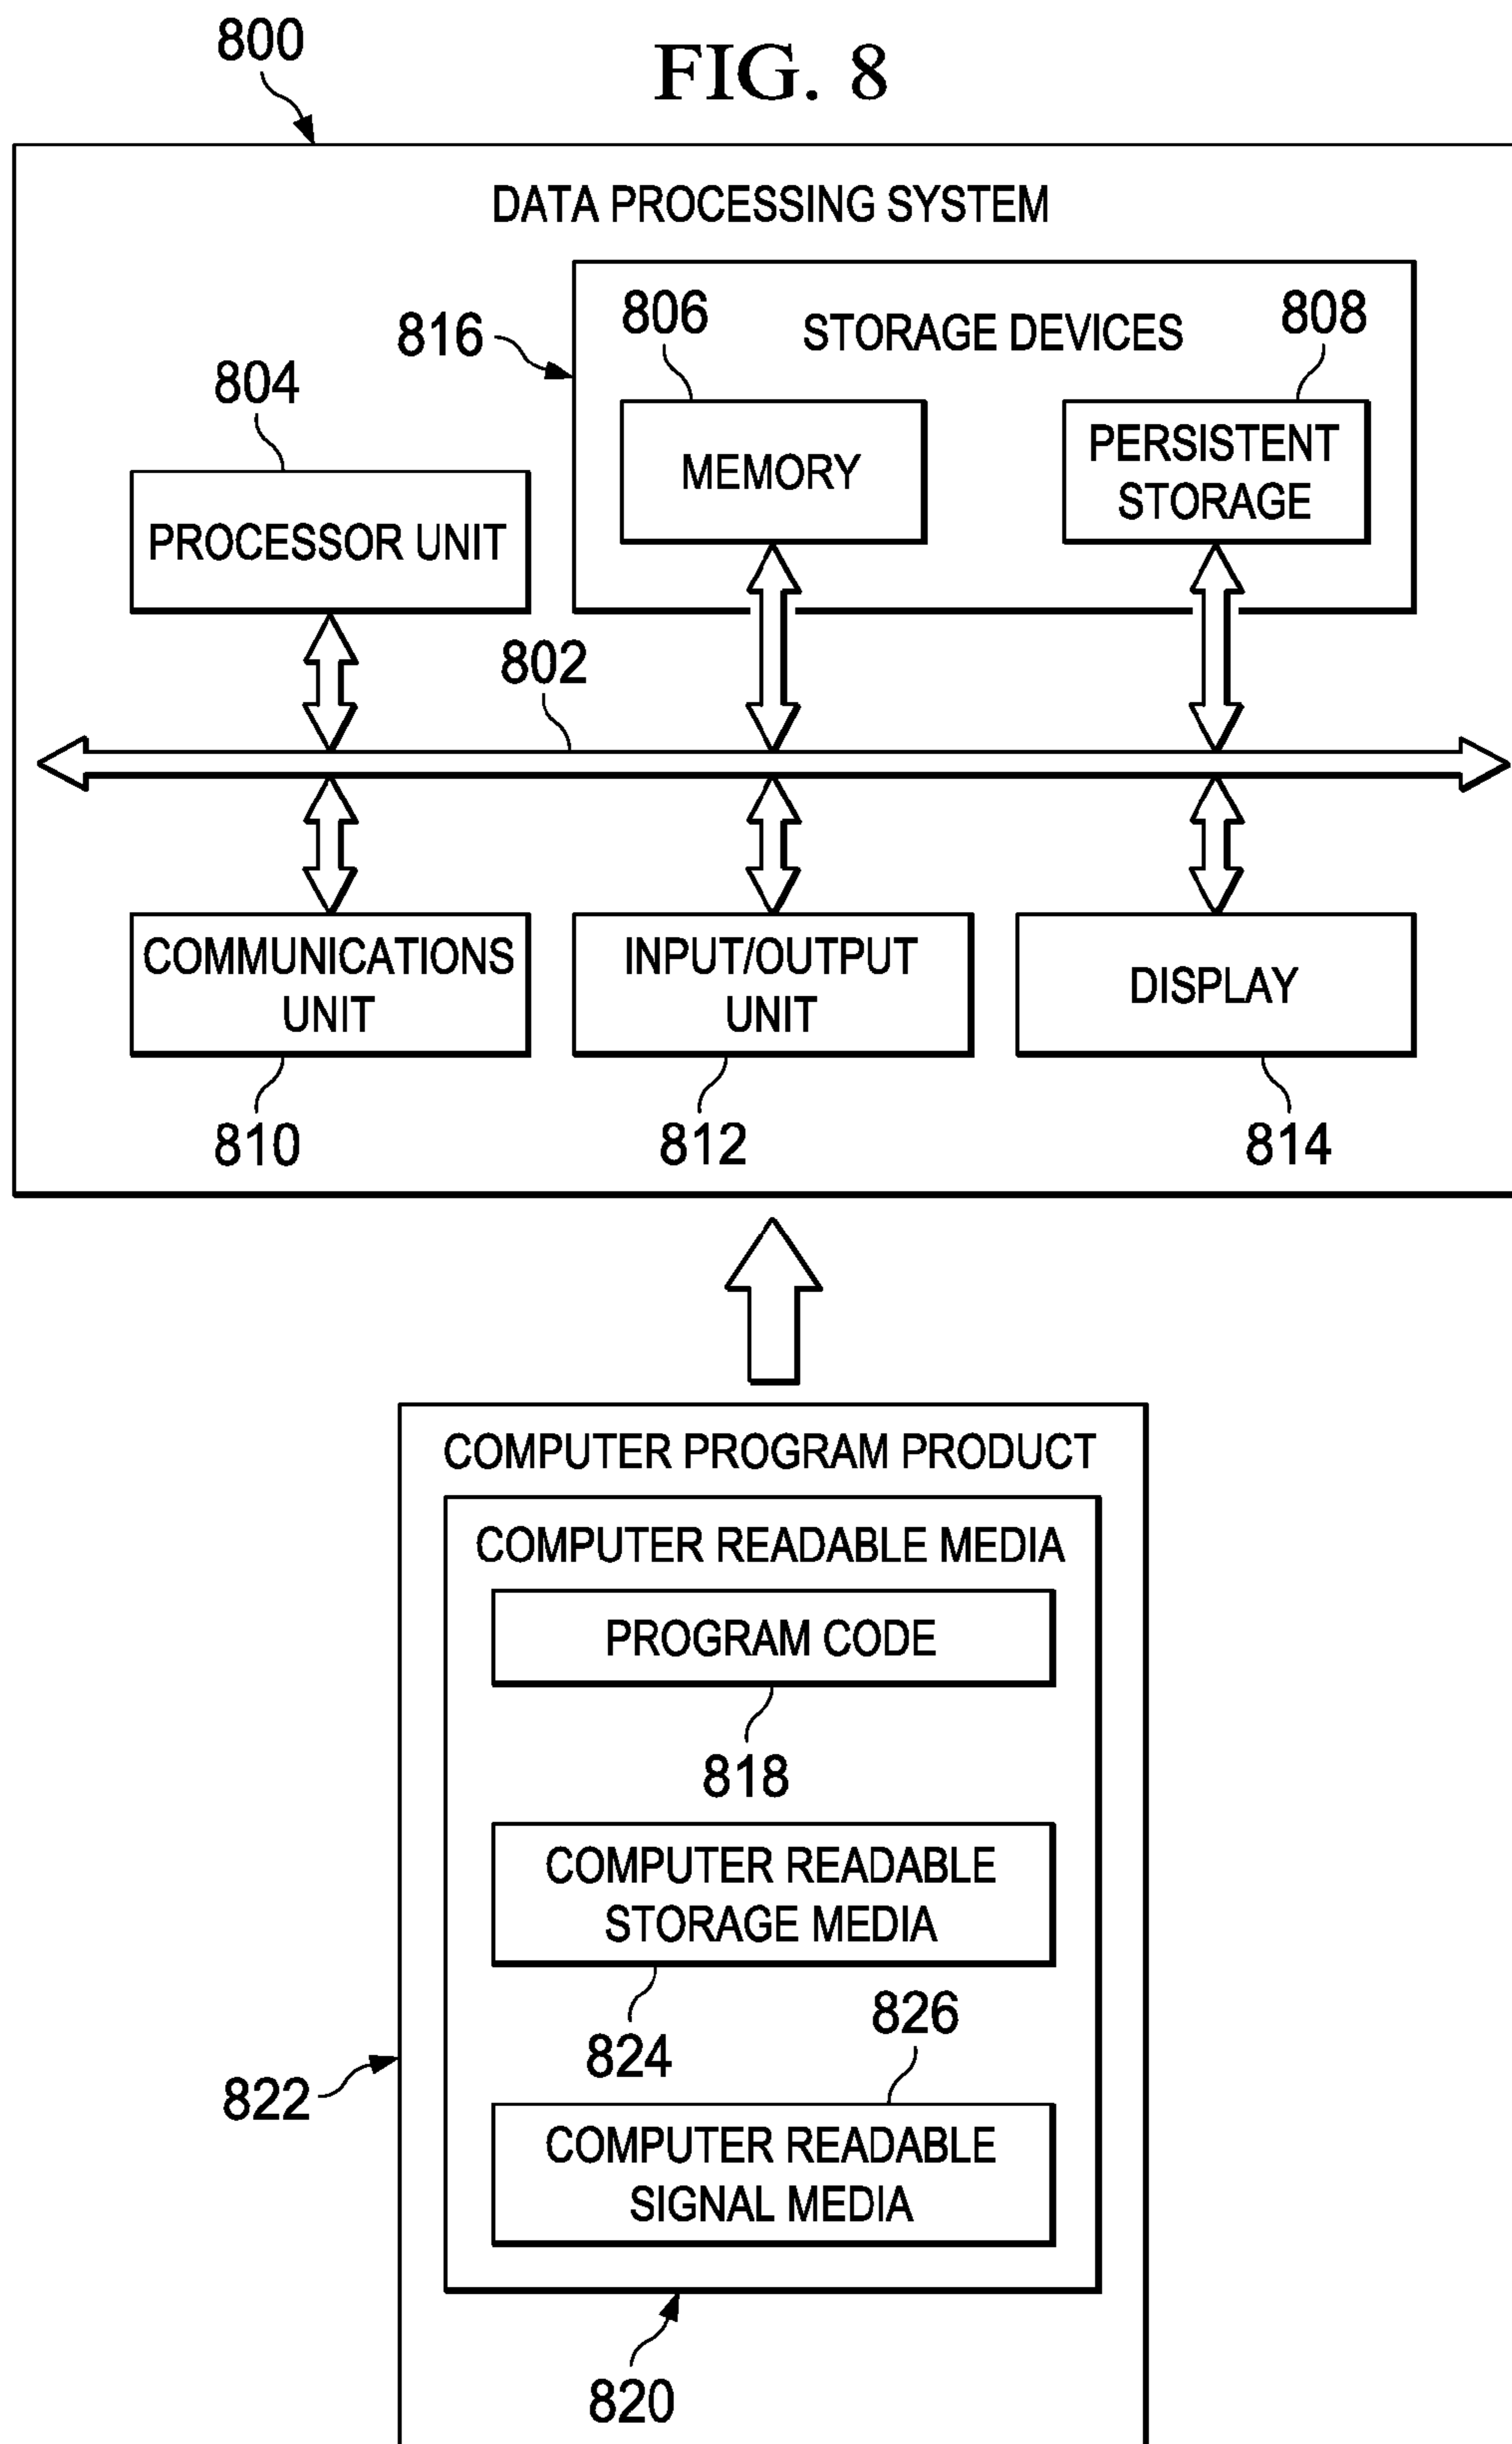 800
FIG. 8
DATA PROCESSING SYSTEM
816
806
STORAGE DEVICES
808
804
MEMORY
PERSISTENT
STORAGE
PROCESSOR UNIT
802
COMMUNICATIONS
UNIT
INPUT/OUTPUT
UNIT
DISPLAY
810
812
814
COMPUTER PROGRAM PRODUCT
COMPUTER READABLE MEDIA
PROGRAM CODE
818
COMPUTER READABLE
STORAGE MEDIA
824
826
822
COMPUTER READABLE
SIGNAL MEDIA
820